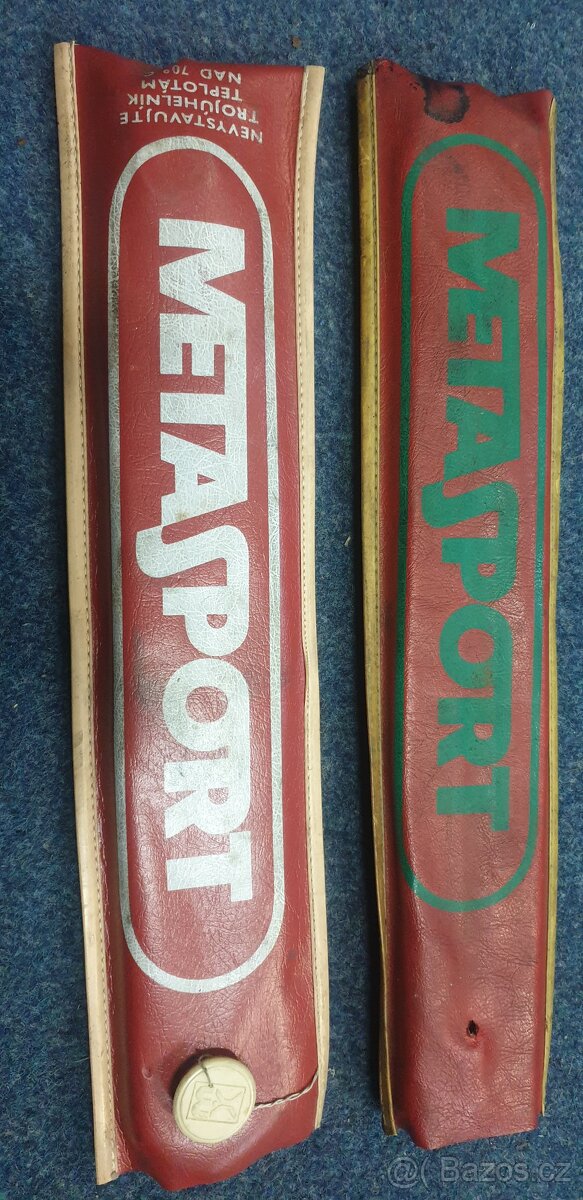 NEVYSTAVUJTE
TROJÚHELNÍK
TEPLOTÁM
NAD 70° C
METASPORT
METASPORT
@ Bazos.cz